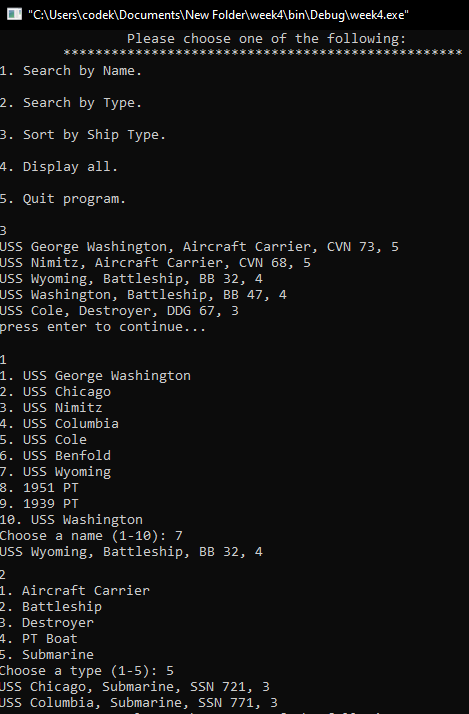 "C:\Users\codek\Documents\New Folder\week4\bin\Debug\week4.exe"
Please choose one of the following:
**************************************************
1. Search by Name.
2. Search by Type.
3. Sort by Ship Type.
4. Display all.
5. Quit program.
3
USS George Washington, Aircraft Carrier, CVN 73, 5
USS Nimitz, Aircraft Carrier, CVN 68, 5
USS Wyoming, Battleship, BB 32, 4
USS Washington, Battleship, BB 47, 4
USS Cole, Destroyer, DDG 67, 3
press enter to continue...
1
1. USS George Washington
2. USS Chicago
3. USS Nimitz
4. USS Columbia
5. USS Cole
6. USS Benfold
7. USS Wyoming
8. 1951 PT
9. 1939 PT
10. USS Washington
Choose a name (1-10): 7
USS Wyoming, Battleship, BB 32, 4
2
1. Aircraft Carrier
2. Battleship
3. Destroyer
4. PT Boat
5. Submarine
Choose a type (1-5): 5
USS Chicago, Submarine, SSN 721, 3
USS Columbia, Submarine, SSN 771, 3